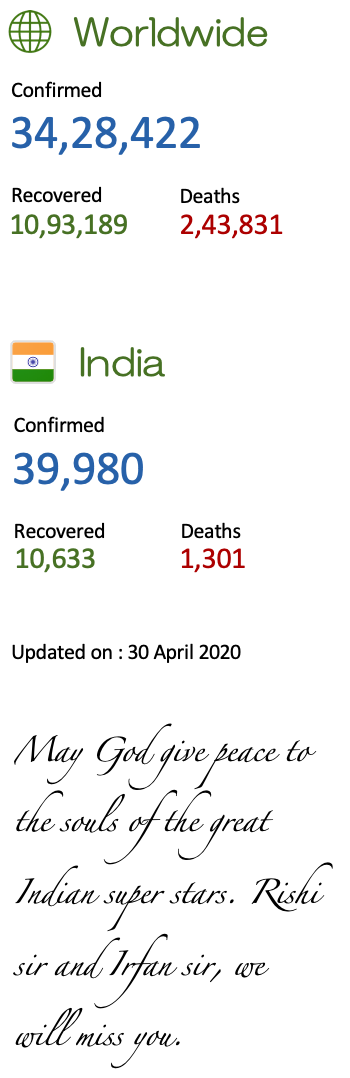 Worldwide
Confirmed
34,28,422
Recovered Deaths
10,93,189 2,43,831
India
Confirmed
39,980
Recovered Deaths
10,633 1,301
Updated on : 30 April 2020
May God give peace to
the souls of the great
Indian super stars. Rishi
sir and Irfan sir, we
will miss you.